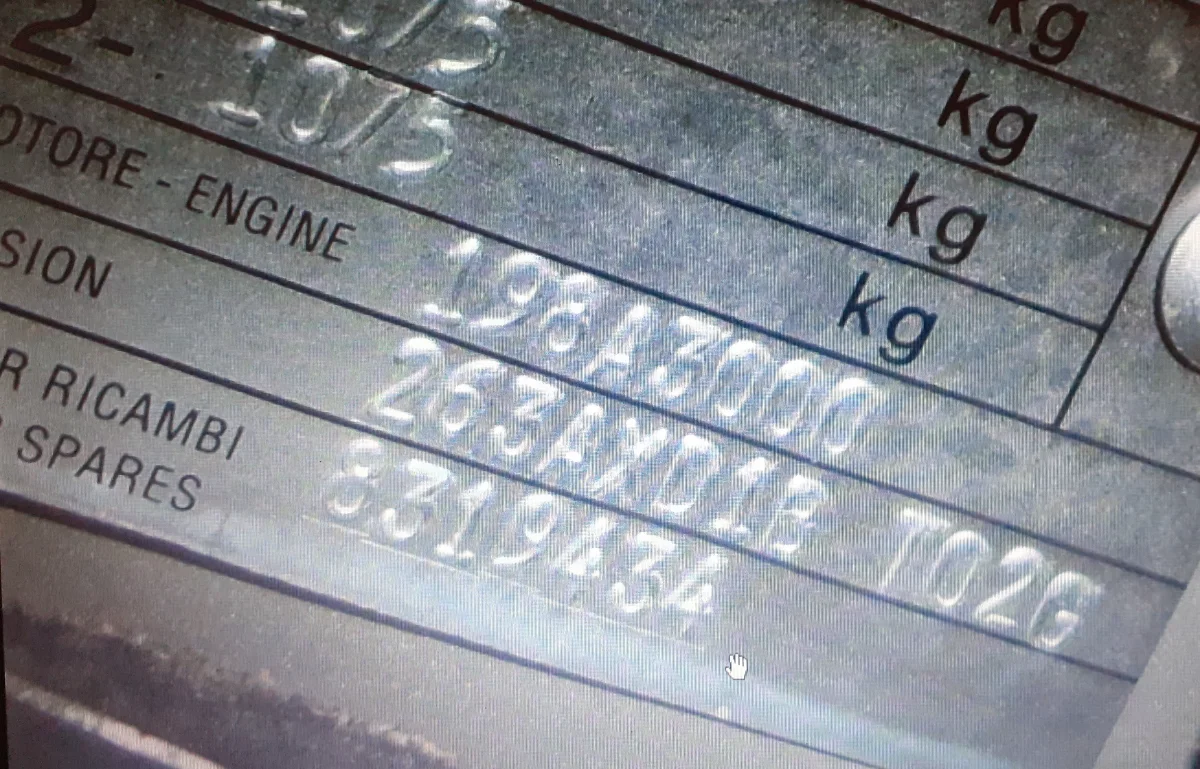 kg
kg
kg
2- 1075 kg
OTORE - ENGINE 198A3000
SION 263AXD1B T02G
R RICAMBI 8319434
SPARES